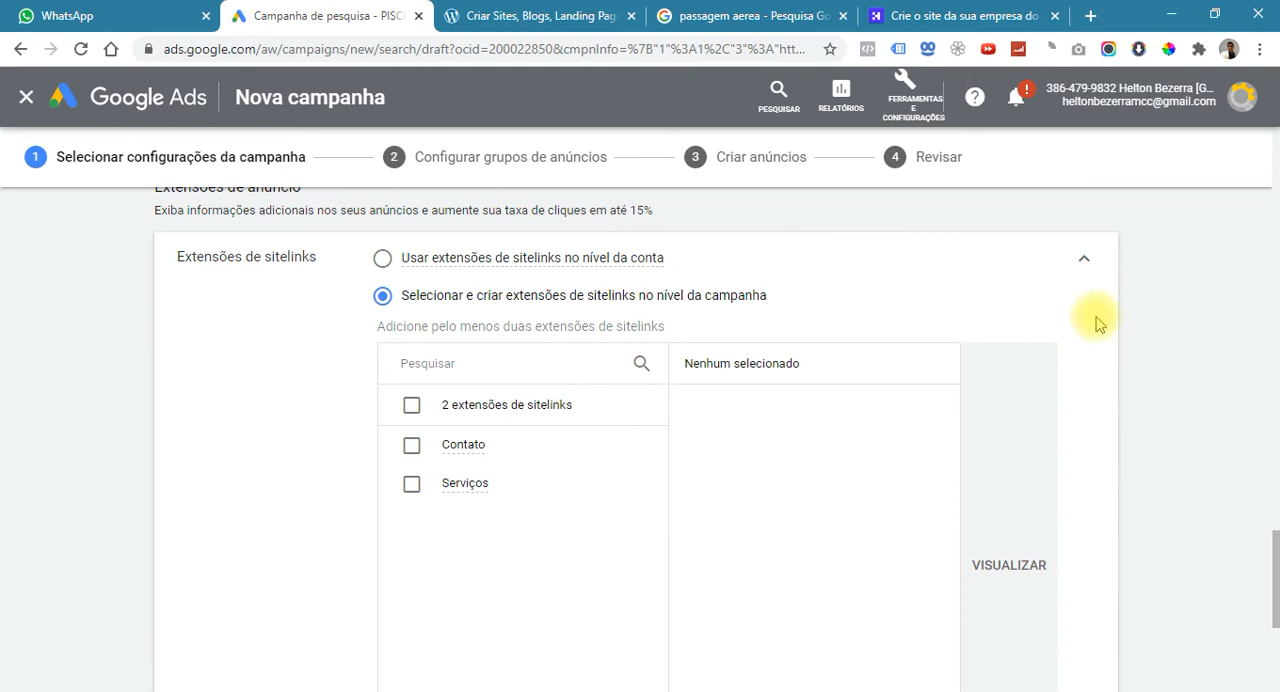 WhatsApp
Campanha de pesquisa - PISCI
Criar Sites, Blogs, Landing Page
passagem aerea - Pesquisa Go
Crie o site da sua empresa do
ads.google.com/aw/campaigns/new/search/draft?ocid=200022850&cmpnInfo=%7B"1"%3A1%2C"3"%3A"htt...
Google Ads
Nova campanha
PESQUISAR
RELATÓRIOS
FERRAMENTAS
E
CONFIGURAÇÕES
386-479-9832 Helton Bezerra [G...
heltonbezerramcc@gmail.com
1 Selecionar configurações da campanha
2 Configurar grupos de anúncios
3 Criar anúncios
4 Revisar
Extensões de anúncio
Exiba informações adicionais nos seus anúncios e aumente sua taxa de cliques em até 15%
Extensões de sitelinks
Usar extensões de sitelinks no nível da conta
Selecionar e criar extensões de sitelinks no nível da campanha
Adicione pelo menos duas extensões de sitelinks
Pesquisar
Nenhum selecionado
2 extensões de sitelinks
Contato
Serviços
VISUALIZAR